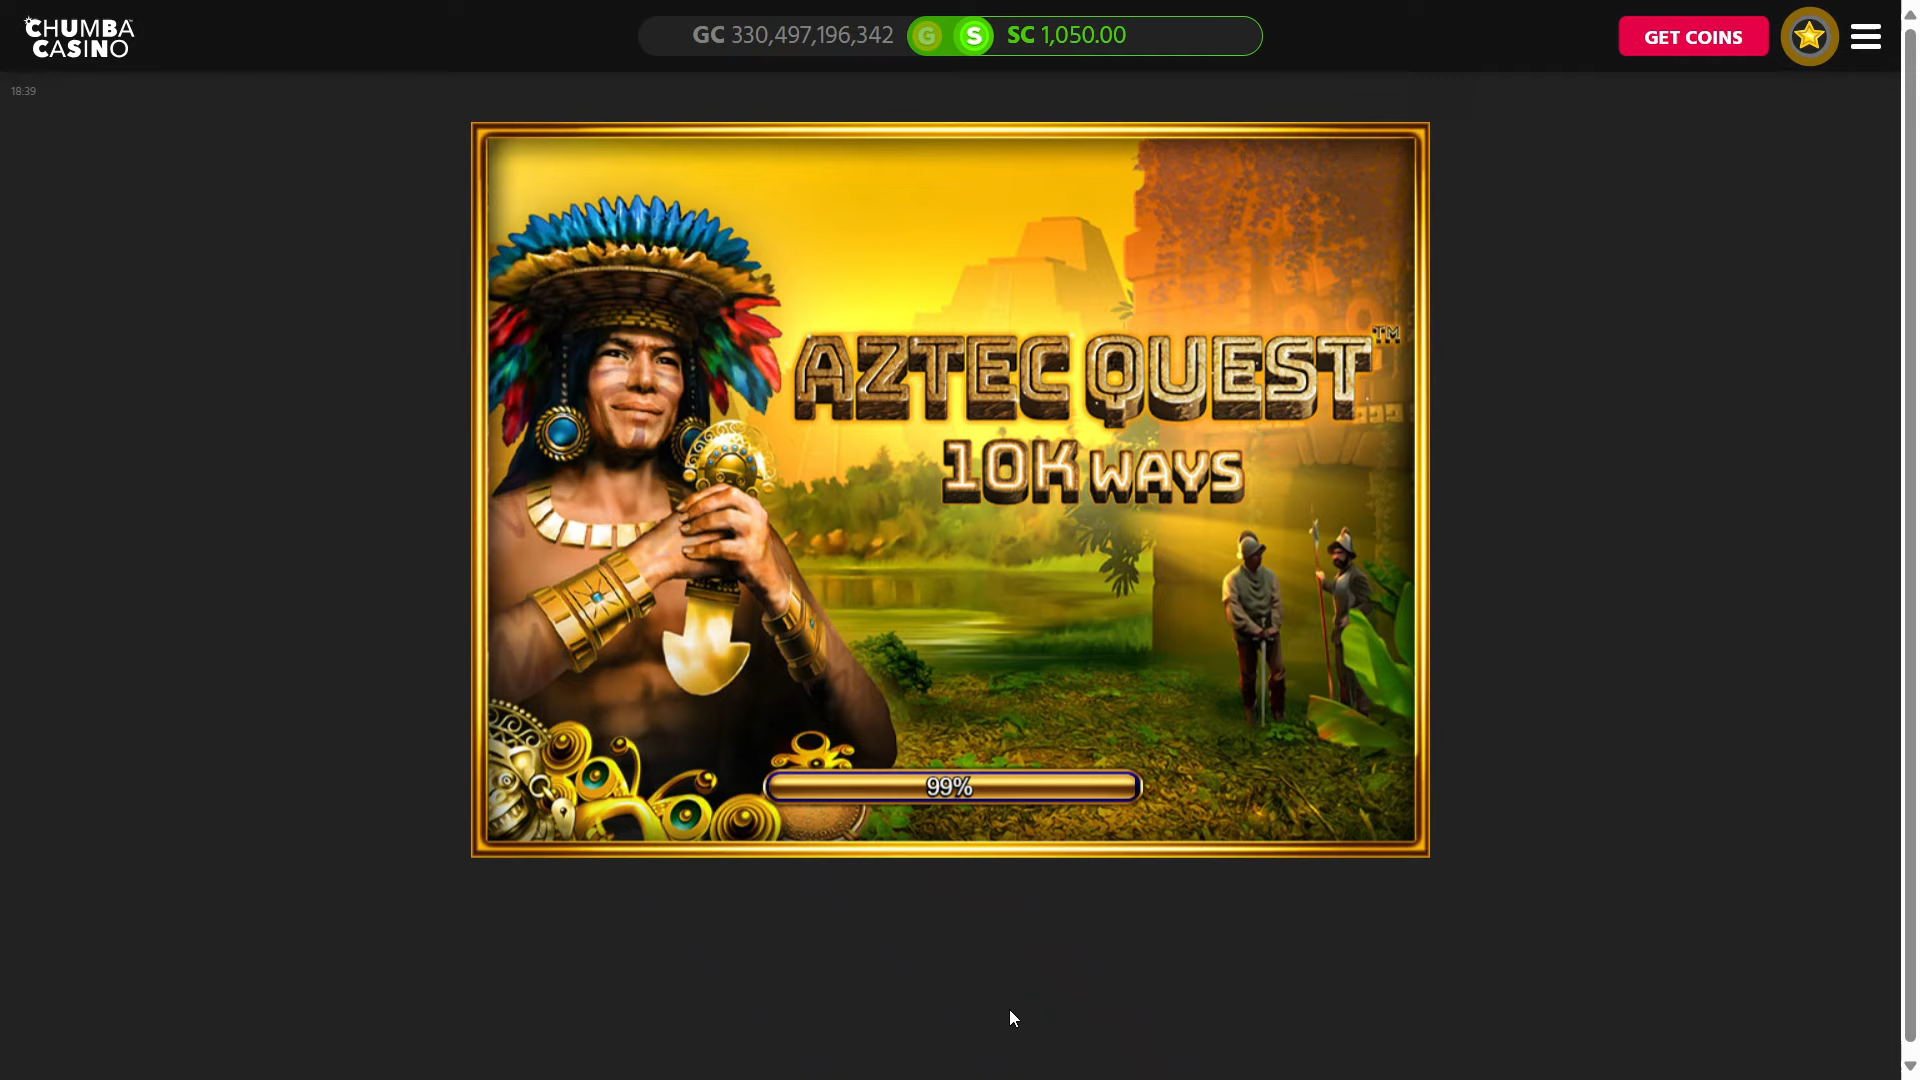 CHUMBA
CASINO
GC 330,497,196,342
G
S
SC 1,050.00
GET COINS
18:39
AZTEC QUEST™
10K WAYS
99%